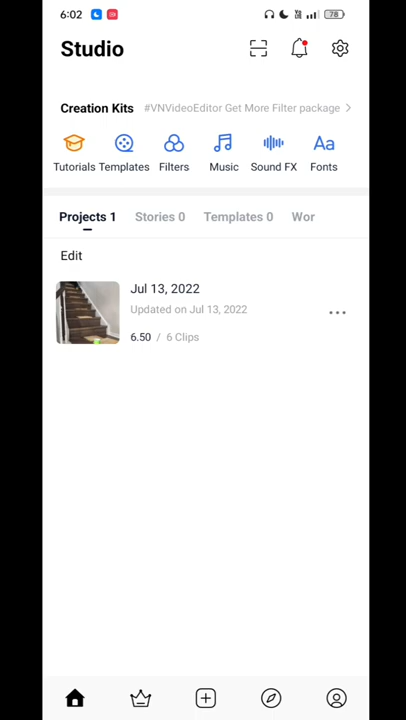 6:02
78
Studio
Creation Kits #VNVideoEditor Get More Filter package
Tutorials Templates Filters Music Sound FX Fonts
Projects 1 Stories 0 Templates 0 Wor
Edit
Jul 13, 2022
Updated on Jul 13, 2022
6.50 / 6 Clips